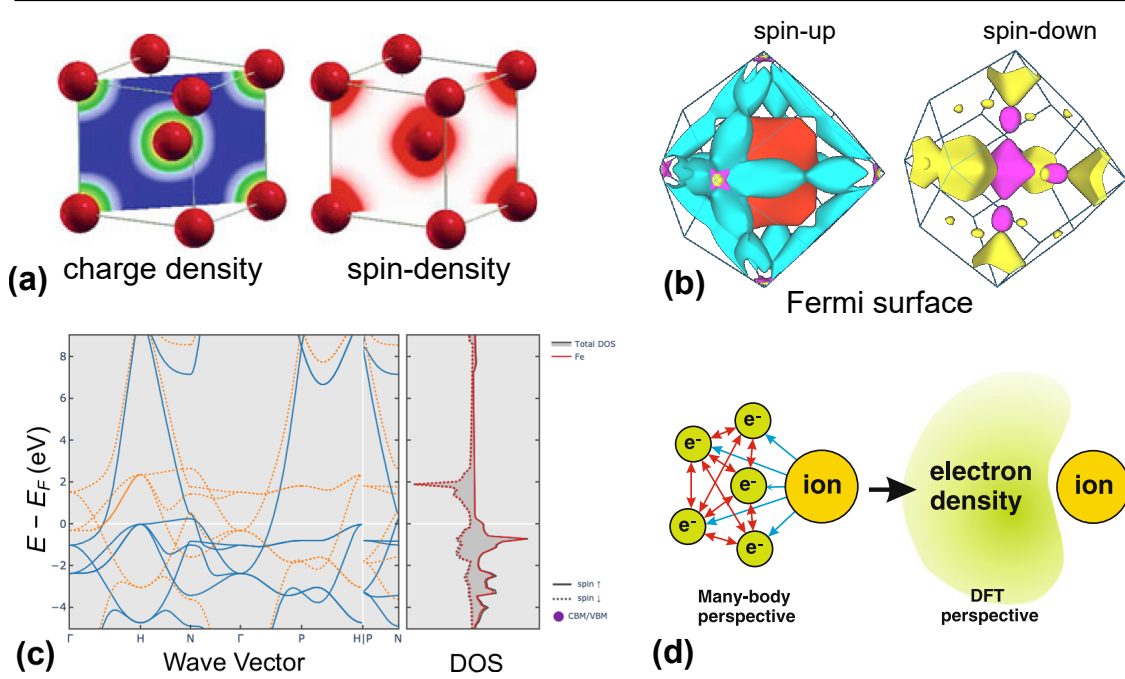 charge density
spin-density
(a)
spin-up
spin-down
(b)
Fermi surface
E − E_F (eV)
8
6
4
2
0
−2
−4
Γ
H
N
Γ
P
H|P
N
Wave Vector
DOS
Total DOS
Fe
spin ↑
spin ↓
CBM/VBM
(c)
e-
e-
e-
e-
e-
ion
electron
density
ion
Many-body
perspective
DFT
perspective
(d)